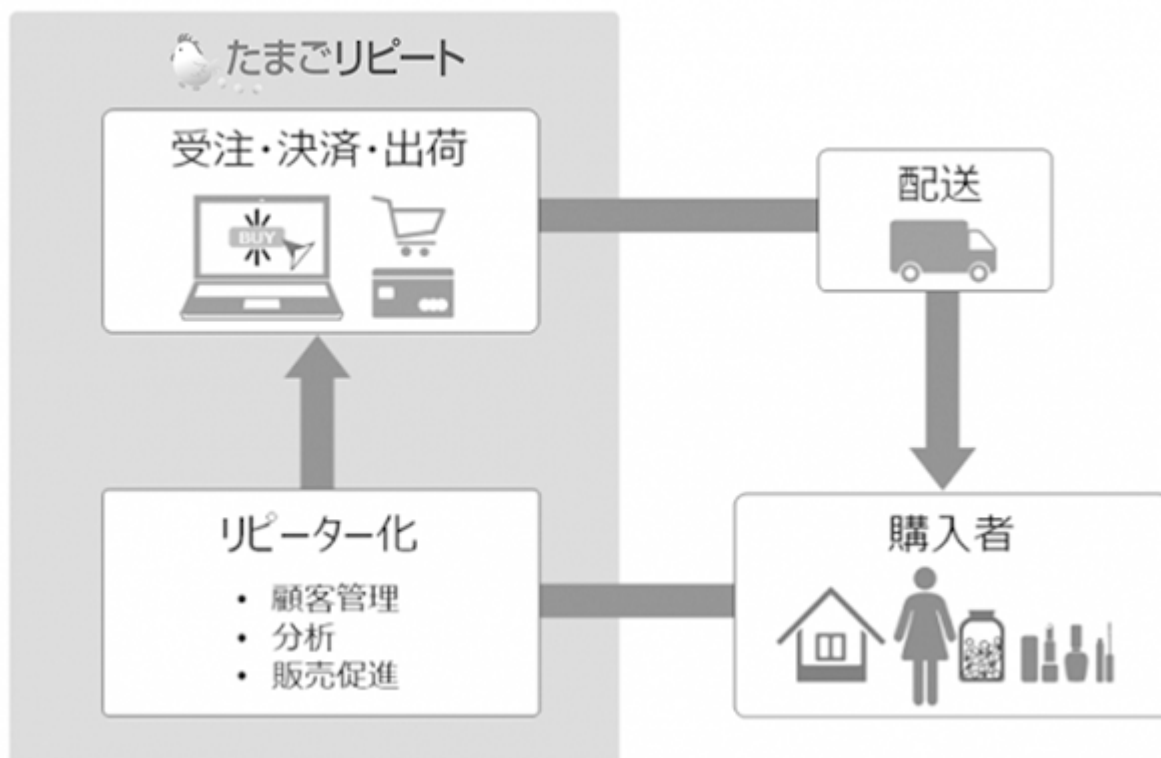 たまごリピート
受注・決済・出荷
BUY
配送
リピーター化
• 顧客管理
• 分析
• 販売促進
購入者